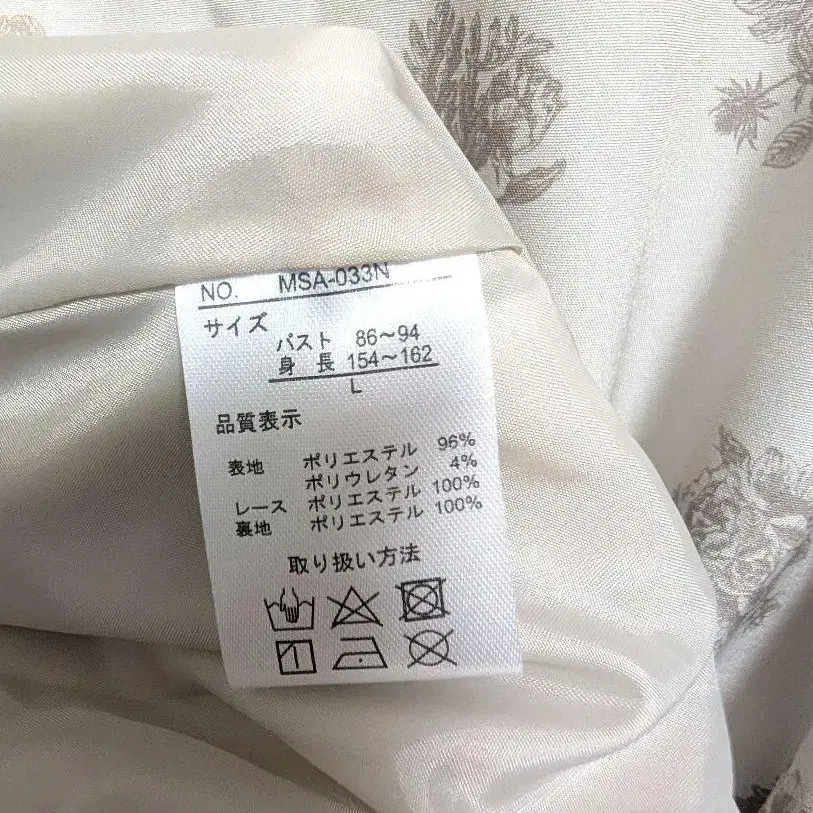 NO. MSA-033N
サイズ
バスト 86～94
身 長 154～162
L
品質表示
表地 ポリエステル 96%
ポリウレタン 4%
レース ポリエステル 100%
裏地 ポリエステル 100%
取り扱い方法